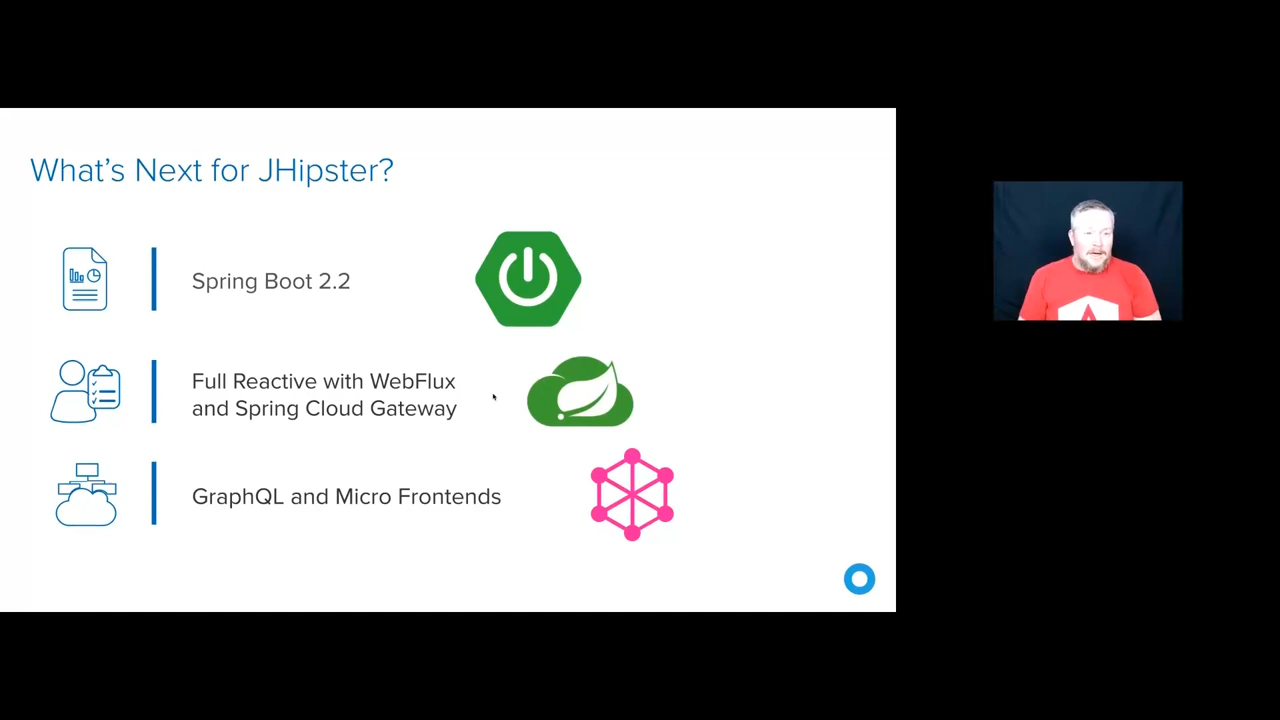 What's Next for JHipster?
Spring Boot 2.2
Full Reactive with WebFlux
and Spring Cloud Gateway
GraphQL and Micro Frontends